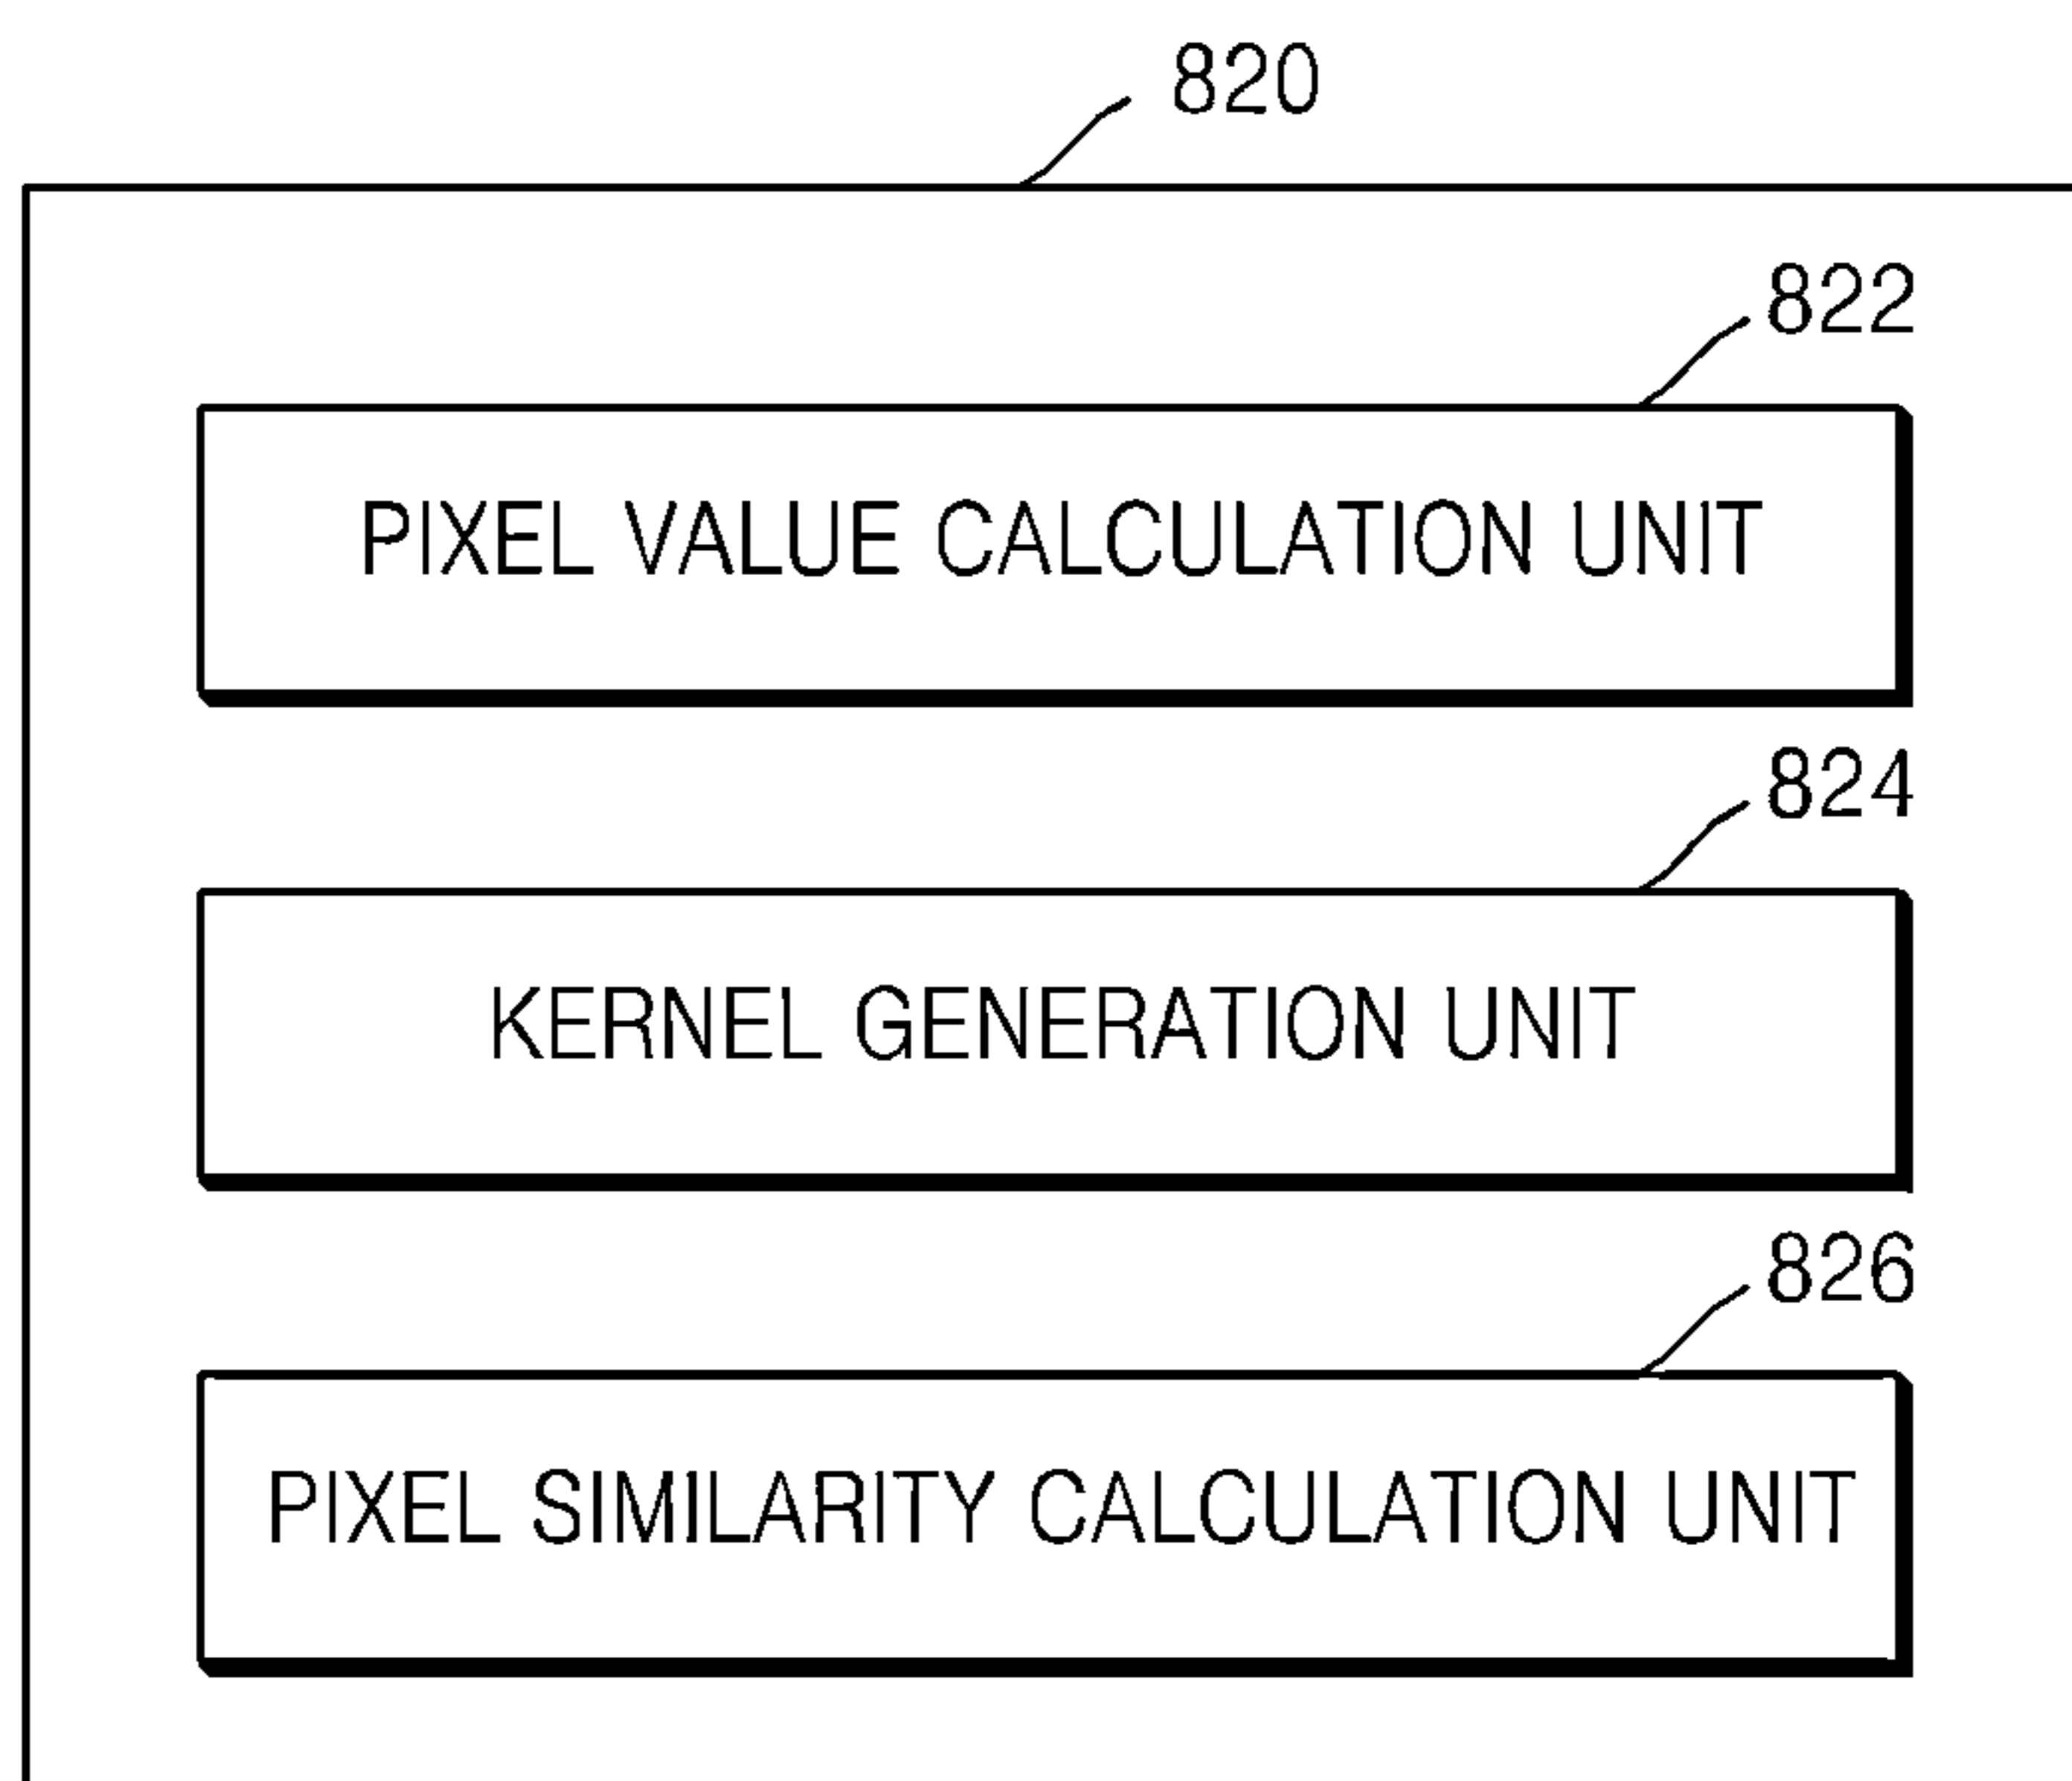 820
822
PIXEL VALUE CALCULATION UNIT
824
KERNEL GENERATION UNIT
826
PIXEL SIMILARITY CALCULATION UNIT